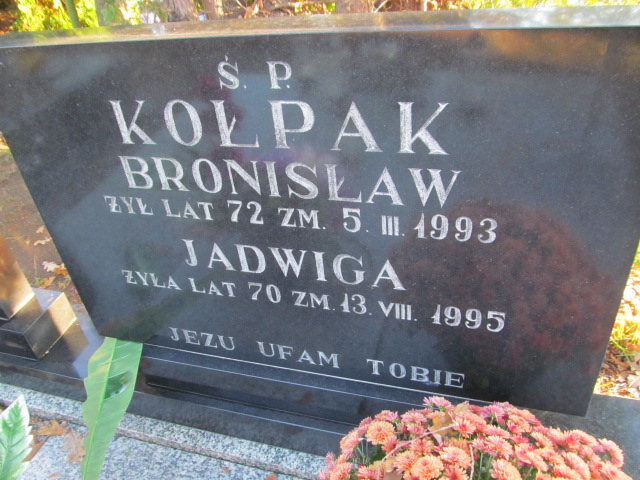 Ś. P.
KOŁPAK
BRONISŁAW
ŻYŁ LAT 72 ZM. 5. III. 1993
JADWIGA
ŻYŁA LAT 70 ZM. 13. VIII. 1995
JEZU UFAM TOBIE